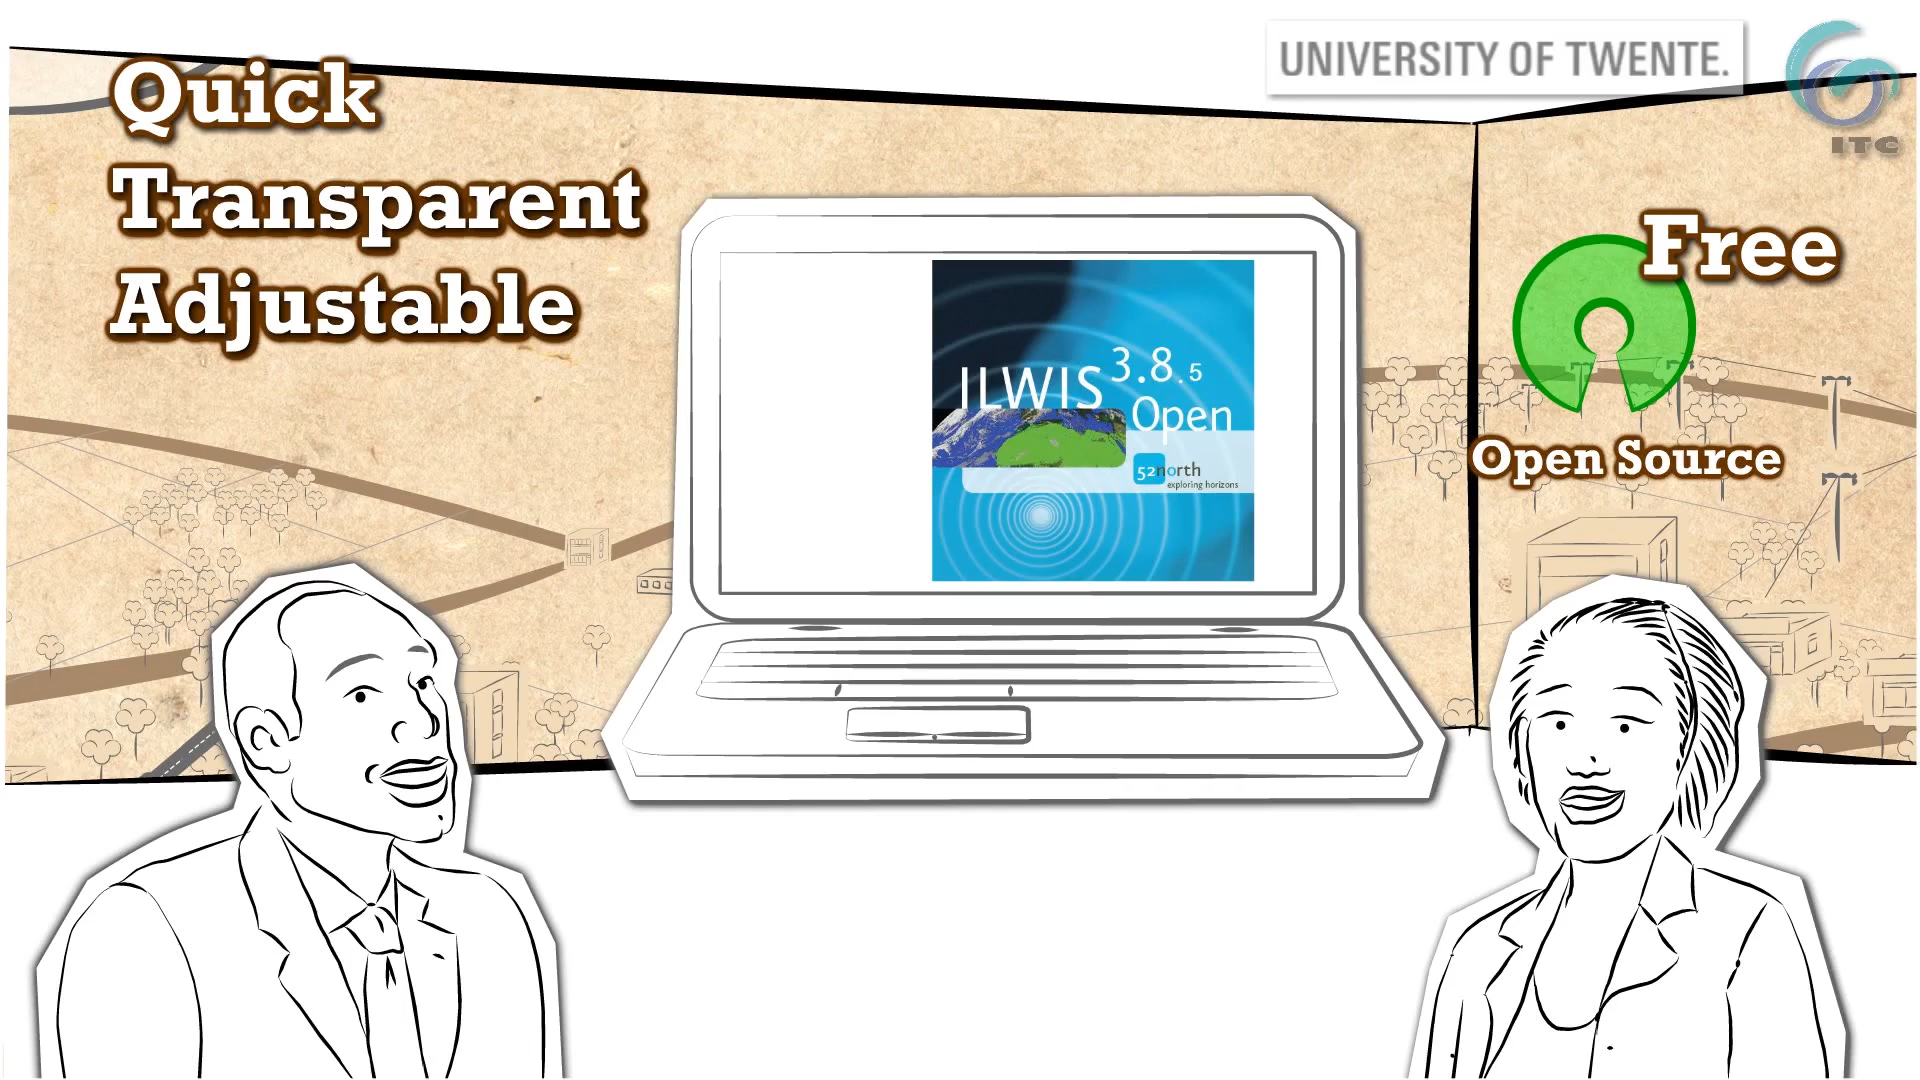 UNIVERSITY OF TWENTE.
ITC
Quick
Transparent
Adjustable
Free
Open Source
ILWIS 3.8.5
Open
52north
exploring horizons